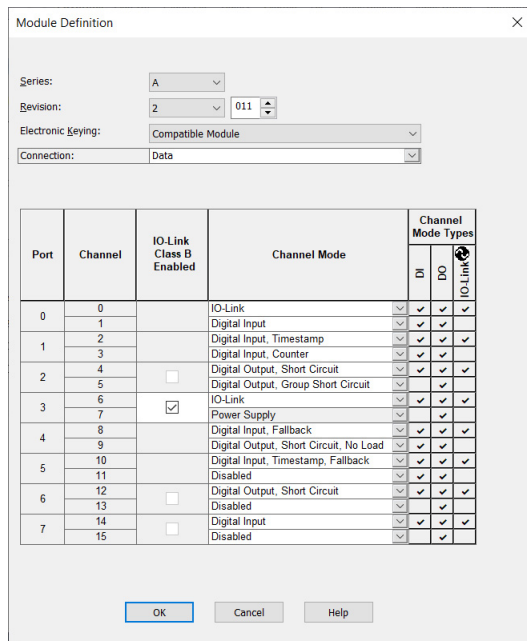 Module Definition
Series: A
Revision: 2 011
Electronic Keying: Compatible Module
Connection: Data
Port Channel IO-Link Class B Enabled Channel Mode Channel Mode Types
DI DO IO-Link
0 0 IO-Link
1 Digital Input
1 2 Digital Input, Timestamp
3 Digital Input, Counter
2 4 Digital Output, Short Circuit
5 Digital Output, Group Short Circuit
3 6 IO-Link
7 Power Supply
4 8 Digital Input, Fallback
9 Digital Output, Short Circuit, No Load
5 10 Digital Input, Timestamp, Fallback
11 Disabled
6 12 Digital Output, Short Circuit
13 Disabled
7 14 Digital Input
15 Disabled
OK Cancel Help